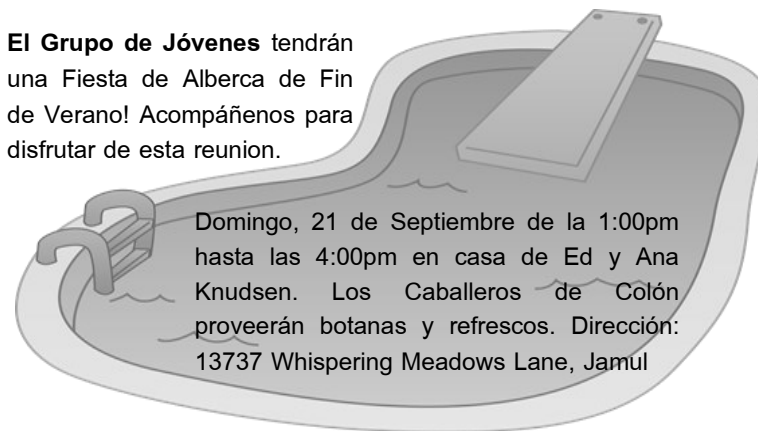 El Grupo de Jóvenes tendrán
una Fiesta de Alberca de Fin
de Verano! Acompáñenos para
disfrutar de esta reunion.
Domingo, 21 de Septiembre de la 1:00pm
hasta las 4:00pm en casa de Ed y Ana
Knudsen. Los Caballeros de Colón
proveerán botanas y refrescos. Dirección:
13737 Whispering Meadows Lane, Jamul